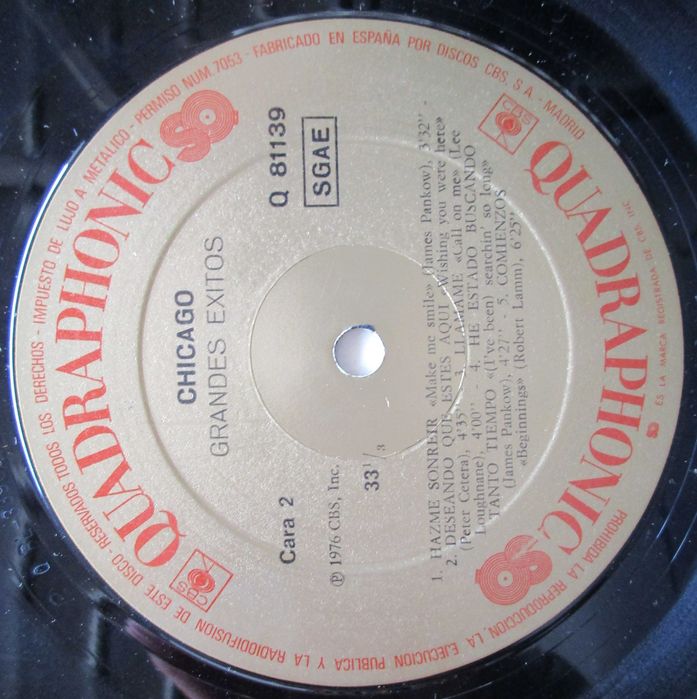 CHICAGO
GRANDES EXITOS
Cara 2
Q 81139
℗ 1976 CBS, Inc.
SGAE
33 1/3
1. HAZME SONREIR «Make me smile» (James Pankow), 3'32" -
2. DESEANDO QUE ESTES AQUI «Wishing you were here»
(Peter Cetera), 4'35" - 3. LLAMAME «Call on me» (Lee
Loughnane), 4'00" - 4. HE ESTADO BUSCANDO
TANTO TIEMPO «(I've been) searchin' so long»
(James Pankow), 4'27" - 5. COMIENZOS
«Beginnings» (Robert Lamm), 6'25"
QUADRAPHONIC SQ
CBS
QUADRAPHONIC SQ
CBS
RESERVADOS TODOS LOS DERECHOS - IMPUESTO DE LUJO A METALICO - PERMISO NUM. 7053 - FABRICADO EN ESPAÑA POR DISCOS CBS, S A - MADRID
SQ ES LA MARCA REGISTRADA DE CBS INC
PROHIBIDA LA REPRODUCCION, LA EJECUCION PUBLICA Y LA RADIODIFUSION DE ESTE DISCO -